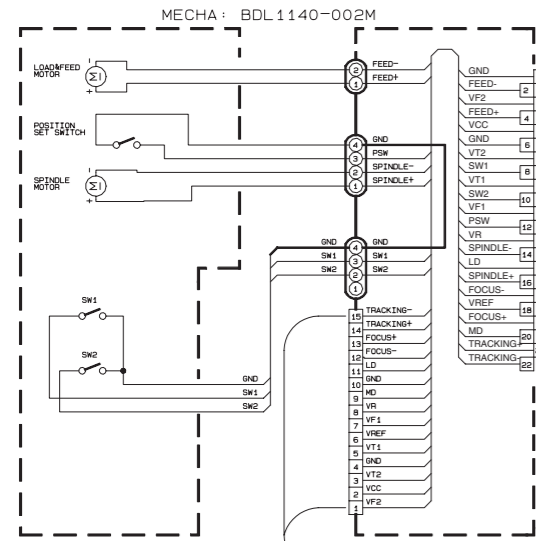 MECHA: BDL1140-002M
LOAD&FEED
MOTOR
-
M
+
2
1
FEED-
FEED+
POSITION
SET SWITCH
4
3
2
1
GND
PSW
SPINDLE-
SPINDLE+
SPINDLE
MOTOR
-
M
+
GND
SW1
SW2
4
3
2
1
GND
SW1
SW2
SW1
SW2
GND
SW1
SW2
15 TRACKING-
14 TRACKING+
13 FOCUS+
12 FOCUS-
11 LD
10 GND
9 MD
8 VR
7 VF1
6 VREF
5 VT1
4 GND
3 VT2
2 VCC
1 VF2
GND
FEED- 2
VF2
FEED+ 4
VCC
GND 6
VT2
SW1 8
VT1
SW2 10
VF1
PSW 12
VR
SPINDLE- 14
LD
SPINDLE+ 16
FOCUS-
VREF 18
FOCUS+
MD 20
TRACKING+
TRACKING- 22